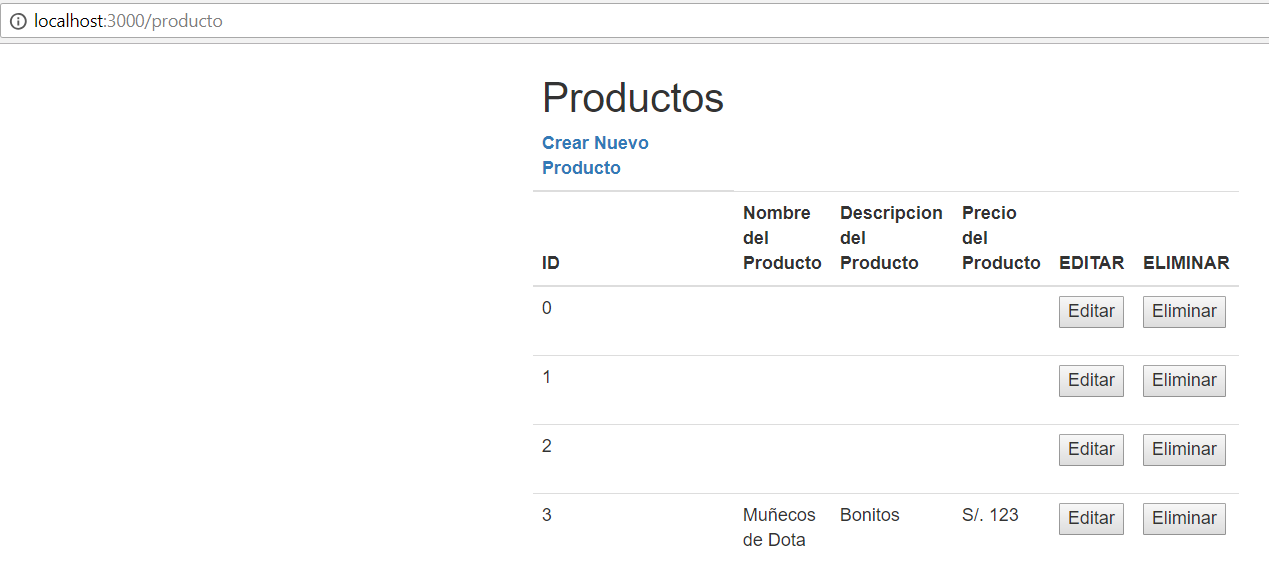 localhost:3000/producto
Productos
Crear Nuevo
Producto
ID
Nombre
del
Producto
Descripcion
del
Producto
Precio
del
Producto
EDITAR
ELIMINAR
0
Editar
Eliminar
1
Editar
Eliminar
2
Editar
Eliminar
3
Muñecos
de Dota
Bonitos
S/. 123
Editar
Eliminar